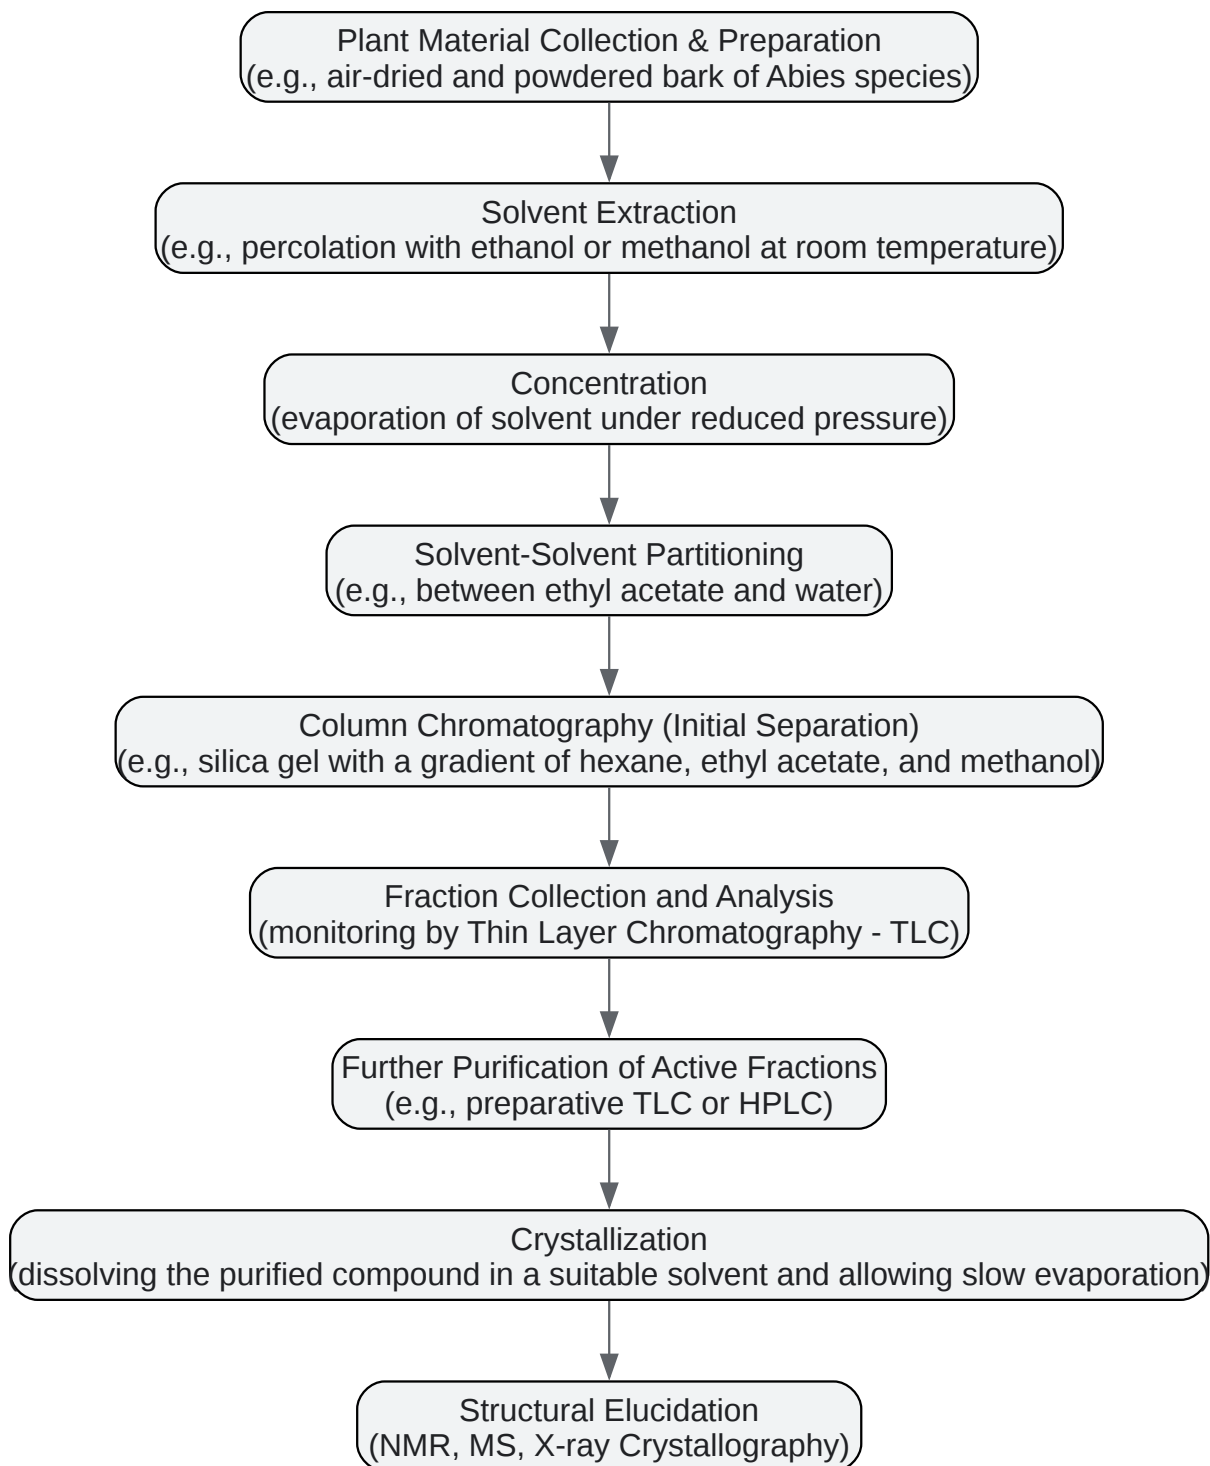 Plant Material Collection & Preparation
(e.g., air-dried and powdered bark of Abies species)
Solvent Extraction
(e.g., percolation with ethanol or methanol at room temperature)
Concentration
(evaporation of solvent under reduced pressure)
Solvent-Solvent Partitioning
(e.g., between ethyl acetate and water)
Column Chromatography (Initial Separation)
(e.g., silica gel with a gradient of hexane, ethyl acetate, and methanol)
Fraction Collection and Analysis
(monitoring by Thin Layer Chromatography - TLC)
Further Purification of Active Fractions
(e.g., preparative TLC or HPLC)
Crystallization
(dissolving the purified compound in a suitable solvent and allowing slow evaporation)
Structural Elucidation
(NMR, MS, X-ray Crystallography)